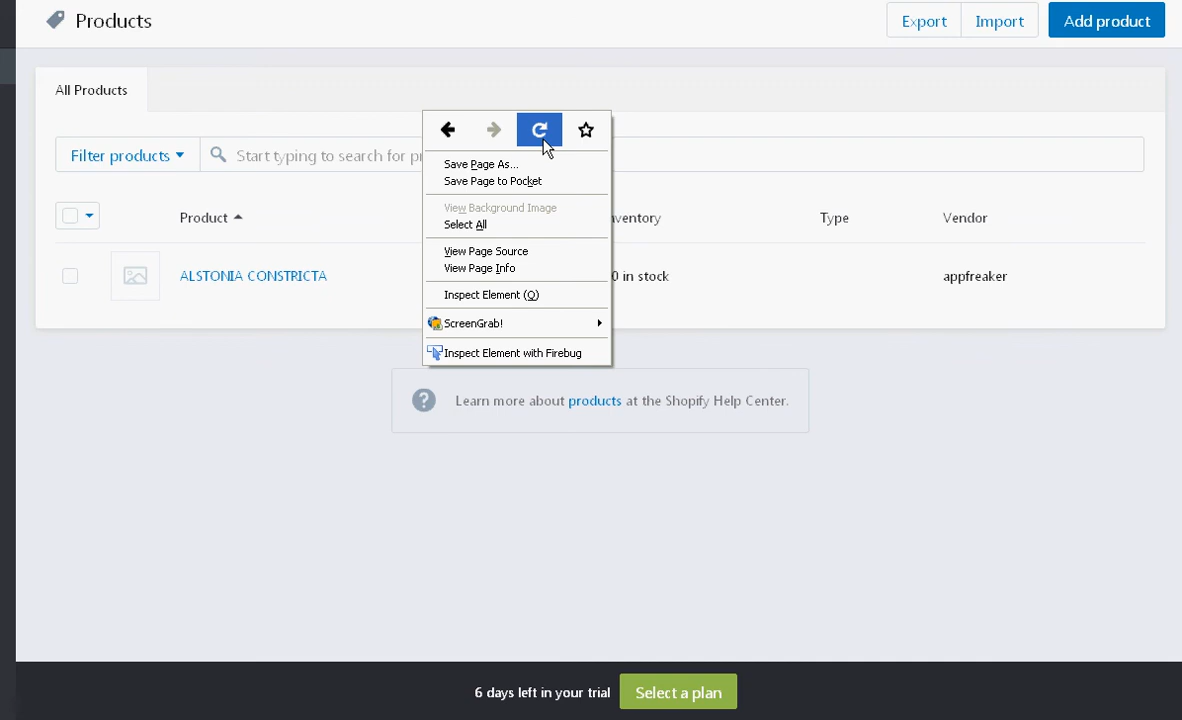 Products
Export
Import
Add product
All Products
Filter products
Start typing to search for
Save Page As...
Save Page to Pocket
View Background Image
Select All
View Page Source
View Page Info
Inspect Element (Q)
ScreenGrab!
Inspect Element with Firebug
Product
Type
Vendor
ALSTONIA CONSTRICTA
0 in stock
appfreaker
Learn more about products at the Shopify Help Center.
6 days left in your trial
Select a plan